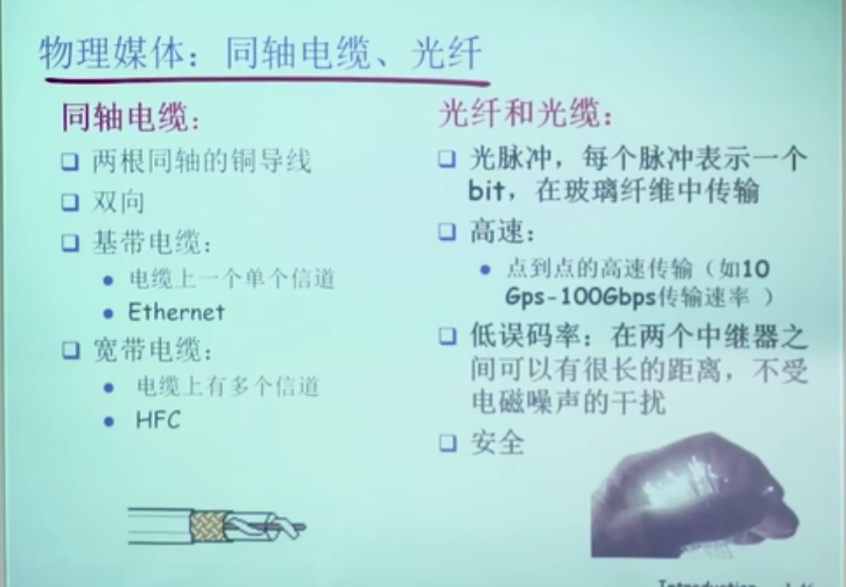 物理媒体：同轴电缆、光纤
同轴电缆：
两根同轴的铜导线
双向
基带电缆：
电缆上一个单个信道
Ethernet
宽带电缆：
电缆上有多个信道
HFC
光纤和光缆：
光脉冲，每个脉冲表示一个
bit，在玻璃纤维中传输
高速：
点到点的高速传输（如10
Gps-100Gbps传输速率 ）
低误码率：在两个中继器之
间可以有很长的距离，不受
电磁噪声的干扰
安全
Introduction